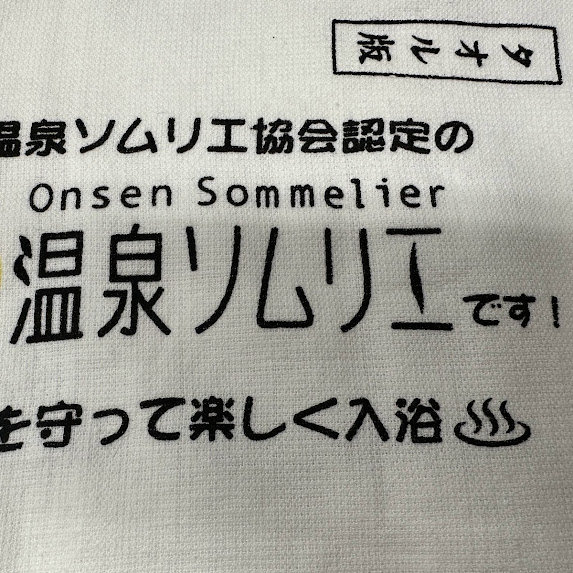 タオル版
温泉ソムリエ協会認定の
Onsen Sommelier
温泉ソムリエです!
を守って楽しく入浴♨